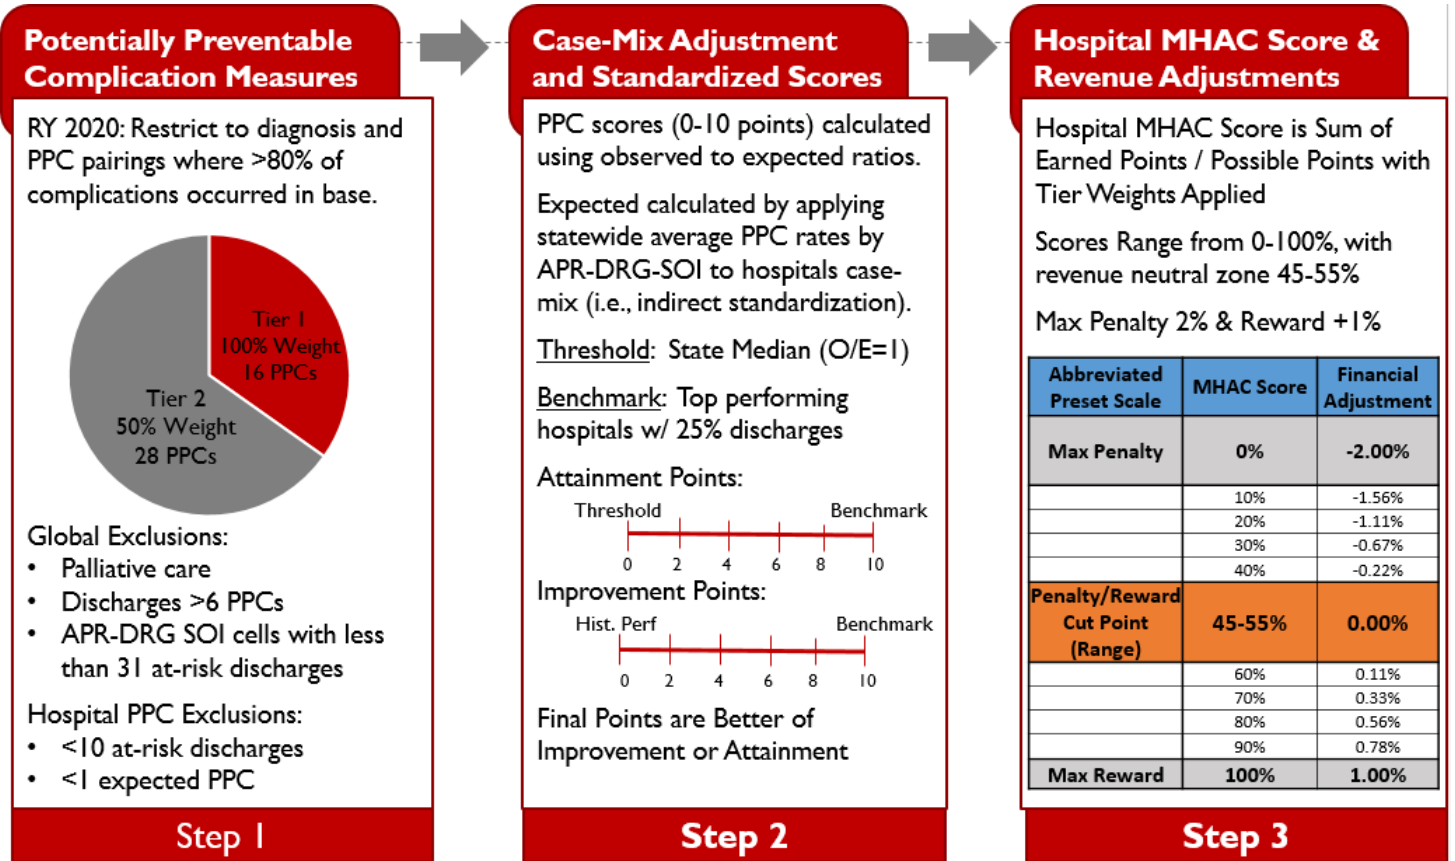 Potentially Preventable
Complication Measures
RY 2020: Restrict to diagnosis and
PPC pairings where >80% of
complications occurred in base.
Tier 1
100% Weight
16 PPCs
Tier 2
50% Weight
28 PPCs
Global Exclusions:
• Palliative care
• Discharges >6 PPCs
• APR-DRG SOI cells with less
than 31 at-risk discharges
Hospital PPC Exclusions:
• <10 at-risk discharges
• <1 expected PPC
Step 1
Case-Mix Adjustment
and Standardized Scores
PPC scores (0-10 points) calculated
using observed to expected ratios.
Expected calculated by applying
statewide average PPC rates by
APR-DRG-SOI to hospitals case-
mix (i.e., indirect standardization).
Threshold: State Median (O/E=1)
Benchmark: Top performing
hospitals w/ 25% discharges
Attainment Points:
Threshold Benchmark
0 2 4 6 8 10
Improvement Points:
Hist. Perf Benchmark
0 2 4 6 8 10
Final Points are Better of
Improvement or Attainment
Step 2
Hospital MHAC Score &
Revenue Adjustments
Hospital MHAC Score is Sum of
Earned Points / Possible Points with
Tier Weights Applied
Scores Range from 0-100%, with
revenue neutral zone 45-55%
Max Penalty 2% & Reward +1%
Abbreviated
Preset Scale
MHAC Score
Financial
Adjustment
Max Penalty 0% -2.00%
10% -1.56%
20% -1.11%
30% -0.67%
40% -0.22%
Penalty/Reward
Cut Point
(Range)
45-55% 0.00%
60% 0.11%
70% 0.33%
80% 0.56%
90% 0.78%
Max Reward 100% 1.00%
Step 3